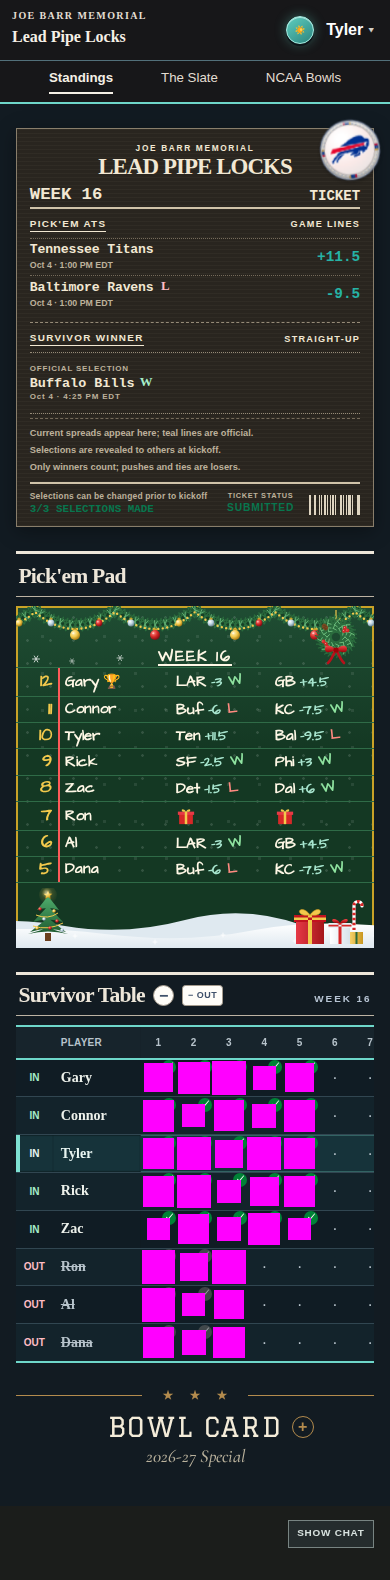 JOE BARR MEMORIAL
Lead Pipe Locks
Tyler
Standings The Slate NCAA Bowls
JOE BARR MEMORIAL
LEAD PIPE LOCKS
WEEK 16 TICKET
PICK'EM ATS GAME LINES
Tennessee Titans +11.5
Oct 4 · 1:00 PM EDT
Baltimore Ravens L -9.5
Oct 4 · 1:00 PM EDT
SURVIVOR WINNER STRAIGHT-UP
OFFICIAL SELECTION
Buffalo Bills W
Oct 4 · 4:25 PM EDT
Current spreads appear here; teal lines are official.
Selections are revealed to others at kickoff.
Only winners count; pushes and ties are losers.
Selections can be changed prior to kickoff TICKET STATUS
3/3 SELECTIONS MADE SUBMITTED
Pick'em Pad
WEEK 16
12 Gary LAR -3 W GB +4.5
11 Connor Buf -6 L KC -7.5 W
10 Tyler Ten +11.5 Bal -9.5 L
9 Rick SF -2.5 W Phi +3 W
8 Zac Det -1.5 L Dal +6 W
7 Ron
6 Al LAR -3 W GB +4.5
5 Dana Buf -6 L KC -7.5 W
Survivor Table − − OUT WEEK 16
PLAYER 1 2 3 4 5 6 7
IN Gary · ·
IN Connor · ·
IN Tyler · ·
IN Rick · ·
IN Zac · ·
OUT Ron · · · ·
OUT Al · · · ·
OUT Dana · · · ·
BOWL CARD +
2026-27 Special
SHOW CHAT